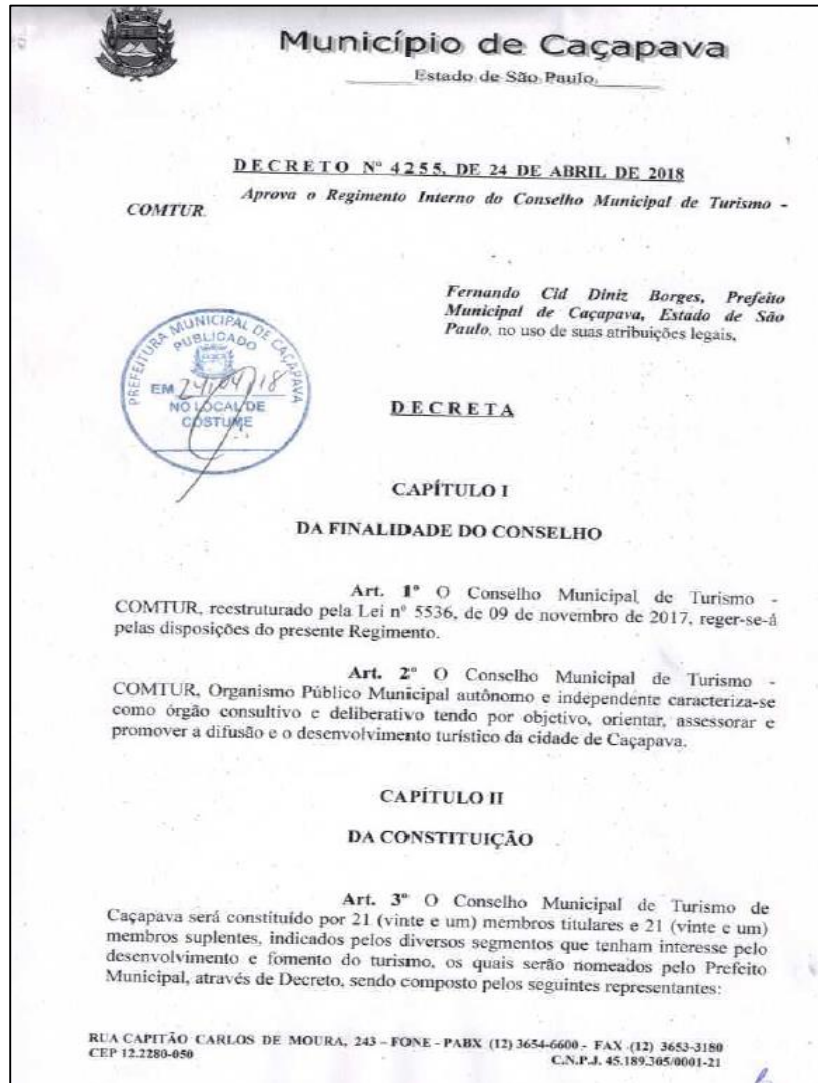 Município de Caçapava
Estado de São Paulo
DECRETO Nº 4255, DE 24 DE ABRIL DE 2018
Aprova o Regimento Interno do Conselho Municipal de Turismo -
COMTUR.
Fernando Cid Diniz Borges, Prefeito
Municipal de Caçapava, Estado de São
Paulo, no uso de suas atribuições legais,
PREFEITURA MUNICIPAL DE CAÇAPAVA
PUBLICADO
EM 24/04/18
NO LOCAL DE
COSTUME
DECRETA
CAPÍTULO I
DA FINALIDADE DO CONSELHO
Art. 1º O Conselho Municipal de Turismo -
COMTUR, reestruturado pela Lei nº 5536, de 09 de novembro de 2017, reger-se-á
pelas disposições do presente Regimento.
Art. 2º O Conselho Municipal de Turismo -
COMTUR, Organismo Público Municipal autônomo e independente caracteriza-se
como órgão consultivo e deliberativo tendo por objetivo, orientar, assessorar e
promover a difusão e o desenvolvimento turístico da cidade de Caçapava.
CAPÍTULO II
DA CONSTITUIÇÃO
Art. 3º O Conselho Municipal de Turismo de
Caçapava será constituído por 21 (vinte e um) membros titulares e 21 (vinte e um)
membros suplentes, indicados pelos diversos segmentos que tenham interesse pelo
desenvolvimento e fomento do turismo, os quais serão nomeados pelo Prefeito
Municipal, através de Decreto, sendo composto pelos seguintes representantes:
RUA CAPITÃO CARLOS DE MOURA, 243 – FONE - PABX (12) 3654-6600 - FAX (12) 3653-3180
CEP 12.2280-050 C.N.P.J. 45.189.305/0001-21